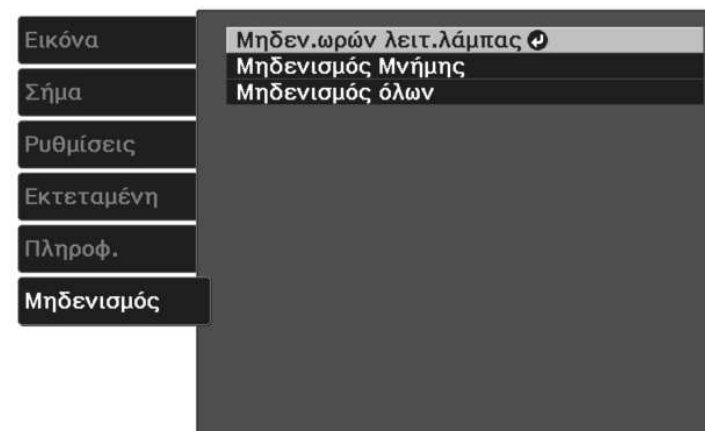 Εικόνα
Σήμα
Ρυθμίσεις
Εκτεταμένη
Πληροφ.
Μηδενισμός
Μηδεν.ωρών λειτ.λάμπας
Μηδενισμός Μνήμης
Μηδενισμός όλων